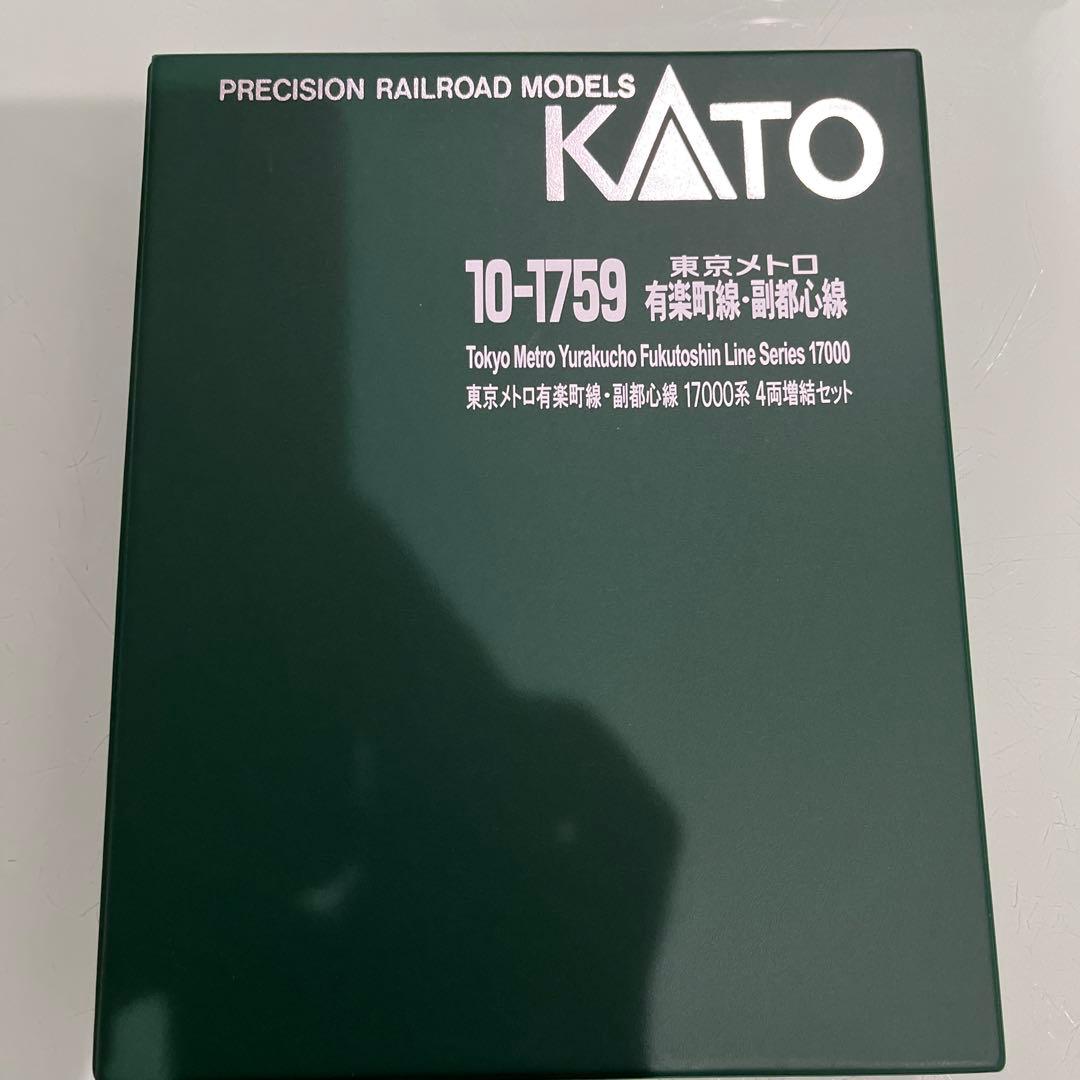 PRECISION RAILROAD MODELS
KATO
10-1759
東京メトロ
有楽町線・副都心線
Tokyo Metro Yurakucho Fukutoshin Line Series 17000
東京メトロ有楽町線・副都心線 17000系 4両増結セット